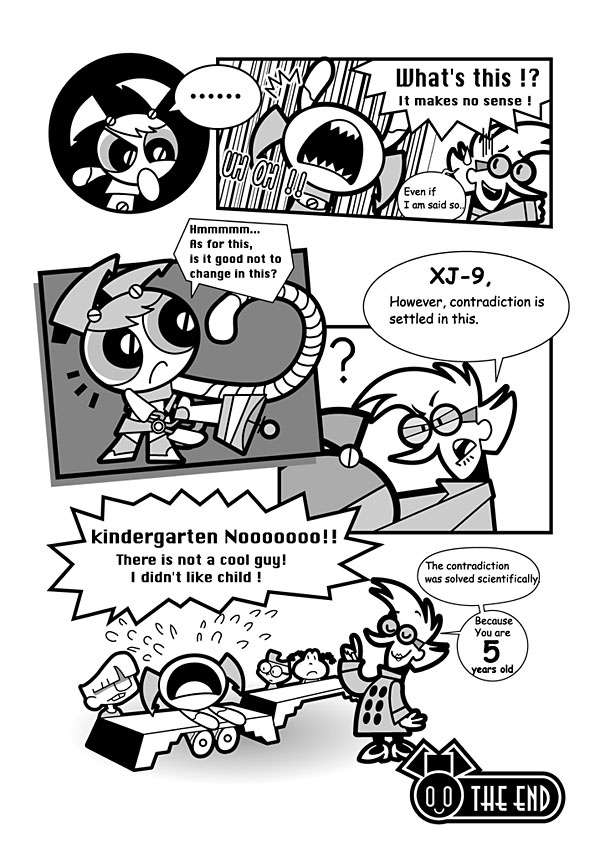 ......
What's this !?
It makes no sense !
UH OH !!
Even if
I am said so..
Hmmmmm...
As for this,
is it good not to
change in this?
XJ-9,
However, contradiction is
settled in this.
?
kindergarten Nooooooo!!
There is not a cool guy!
I didn't like child !
The contradiction
was solved scientifically.
Because
You are
5
years old
THE END